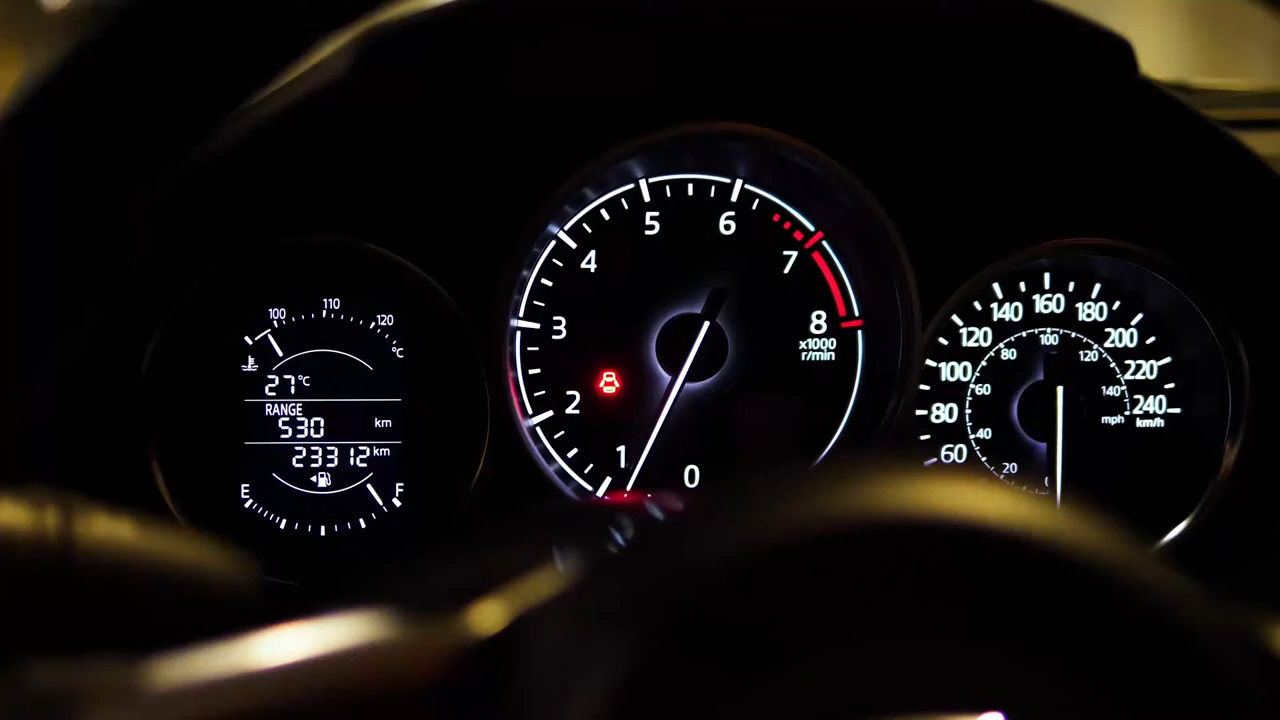 100 110 120
°C
27°C
RANGE
530 km
23312 km
E F
0 1 2 3 4 5 6 7 8
x1000
r/min
60 80 100 120 140 160 180 200 220 240
km/h
0 20 40 60 80 100 120 140
mph